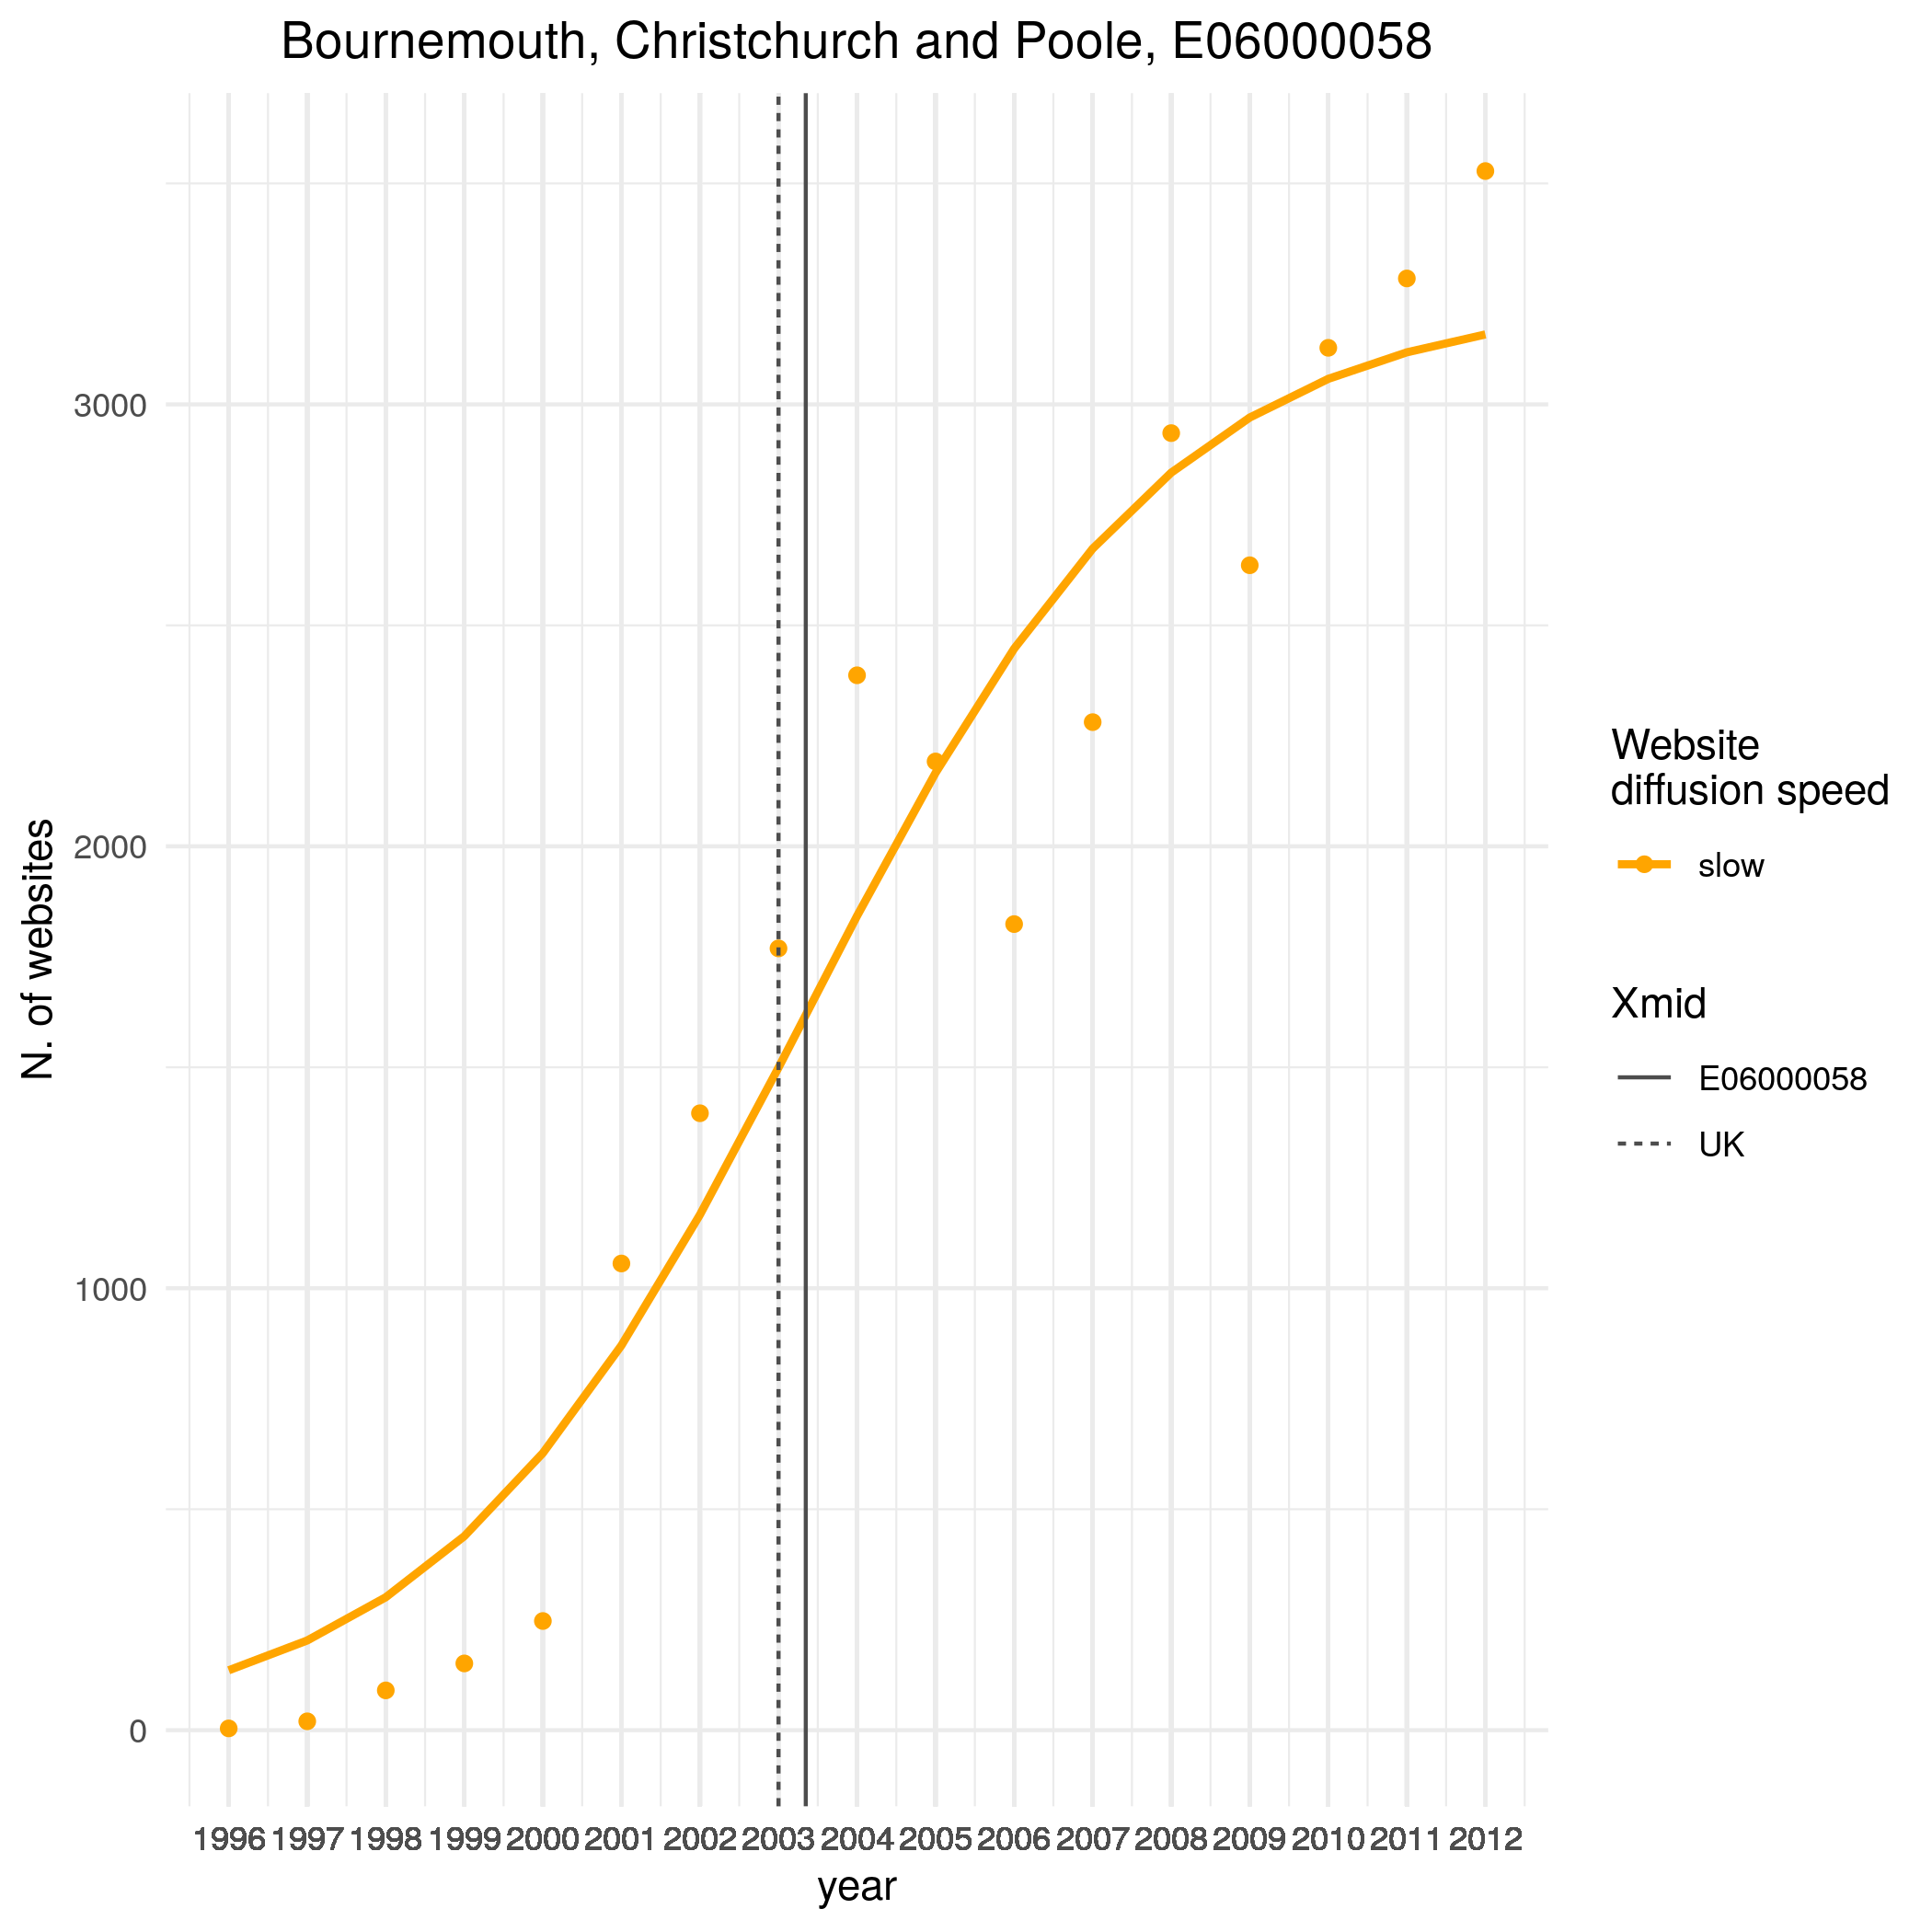 Bournemouth, Christchurch and Poole, E06000058
N. of websites
3000
2000
1000
0
1996 1997 1998 1999 2000 2001 2002 2003 2004 2005 2006 2007 2008 2009 2010 2011 2012
year
Website
diffusion speed
slow
Xmid
E06000058
UK